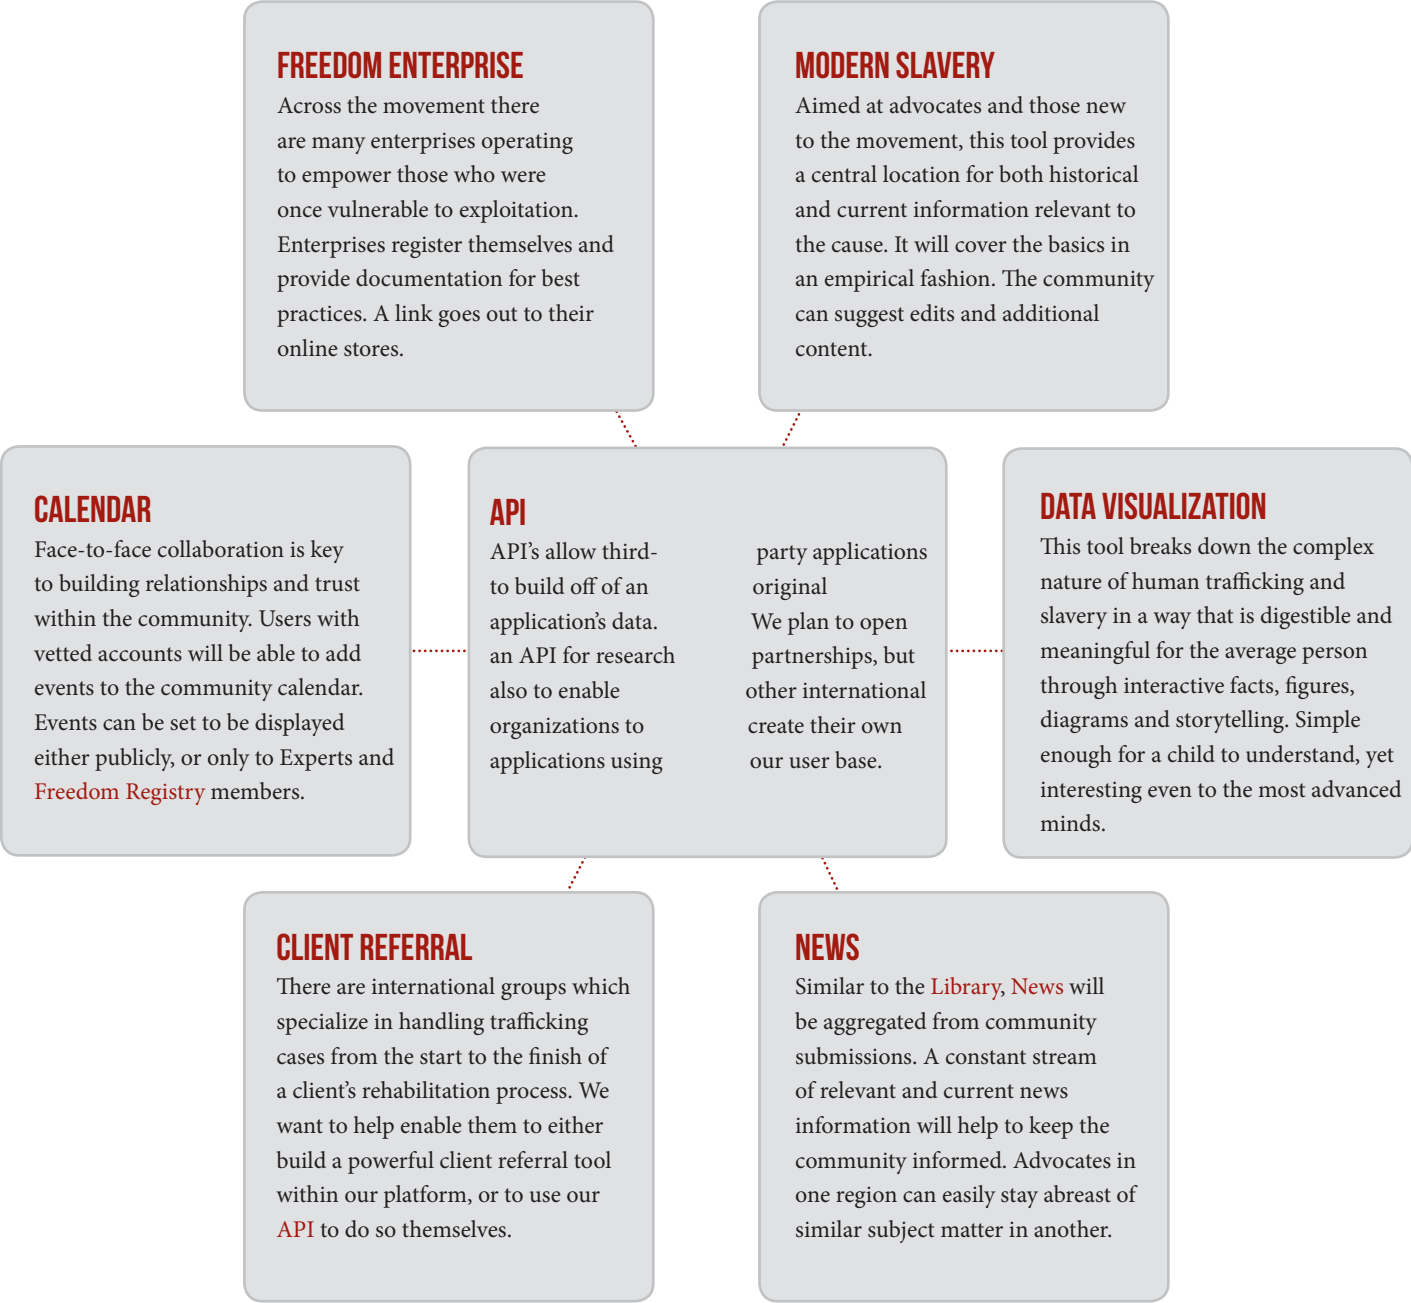 FREEDOM ENTERPRISE
Across the movement there
are many enterprises operating
to empower those who were
once vulnerable to exploitation.
Enterprises register themselves and
provide documentation for best
practices. A link goes out to their
online stores.
MODERN SLAVERY
Aimed at advocates and those new
to the movement, this tool provides
a central location for both historical
and current information relevant to
the cause. It will cover the basics in
an empirical fashion. The community
can suggest edits and additional
content.
CALENDAR
Face-to-face collaboration is key
to building relationships and trust
within the community. Users with
vetted accounts will be able to add
events to the community calendar.
Events can be set to be displayed
either publicly, or only to Experts and
Freedom Registry members.
API
API’s allow third- party applications
to build off of an original
application’s data. We plan to open
an API for research partnerships, but
also to enable other international
organizations to create their own
applications using our user base.
DATA VISUALIZATION
This tool breaks down the complex
nature of human trafficking and
slavery in a way that is digestible and
meaningful for the average person
through interactive facts, figures,
diagrams and storytelling. Simple
enough for a child to understand, yet
interesting even to the most advanced
minds.
CLIENT REFERRAL
There are international groups which
specialize in handling trafficking
cases from the start to the finish of
a client’s rehabilitation process. We
want to help enable them to either
build a powerful client referral tool
within our platform, or to use our
API to do so themselves.
NEWS
Similar to the Library, News will
be aggregated from community
submissions. A constant stream
of relevant and current news
information will help to keep the
community informed. Advocates in
one region can easily stay abreast of
similar subject matter in another.